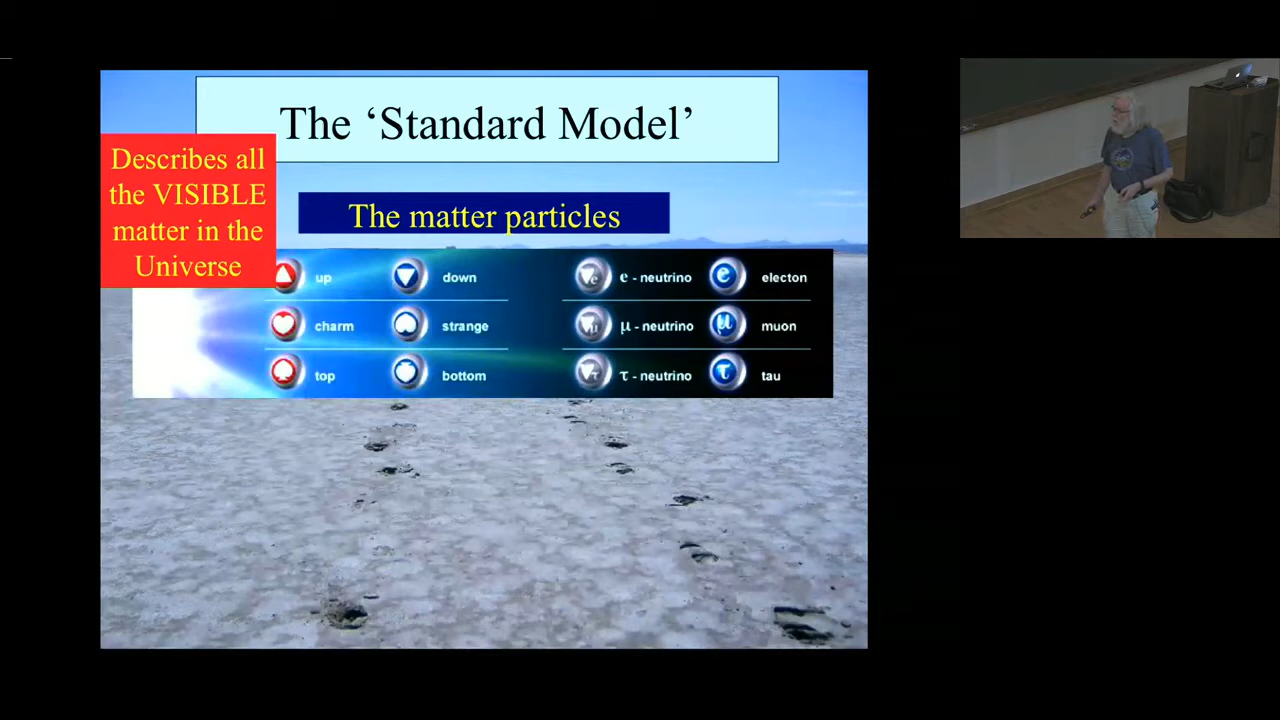 The ‘Standard Model’
Describes all
the VISIBLE
matter in the
Universe
The matter particles
up down e - neutrino e electon
charm strange μ - neutrino μ muon
top bottom τ - neutrino τ tau